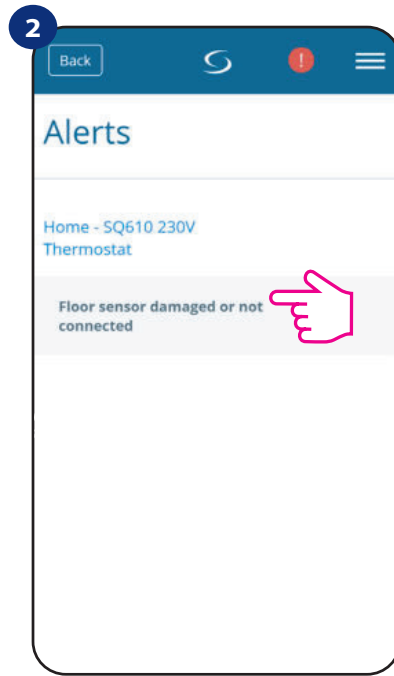 2
Back
Alerts
Home - SQ610 230V
Thermostat
Floor sensor damaged or not
connected